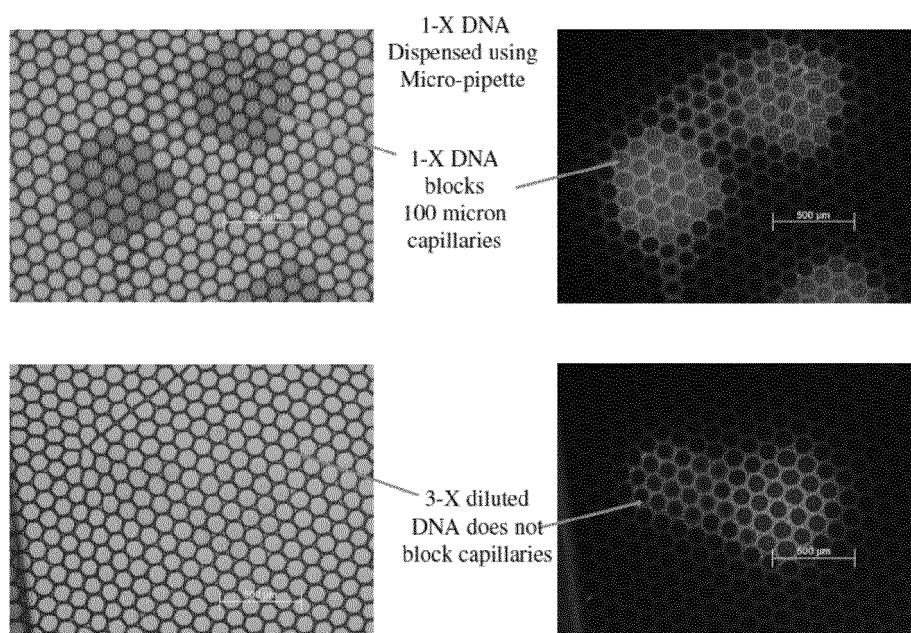 1-X DNA
Dispensed using
Micro-pipette
1-X DNA
blocks
100 micron
capillaries
500 µm
3-X diluted
DNA does not
block capillaries
500 µm